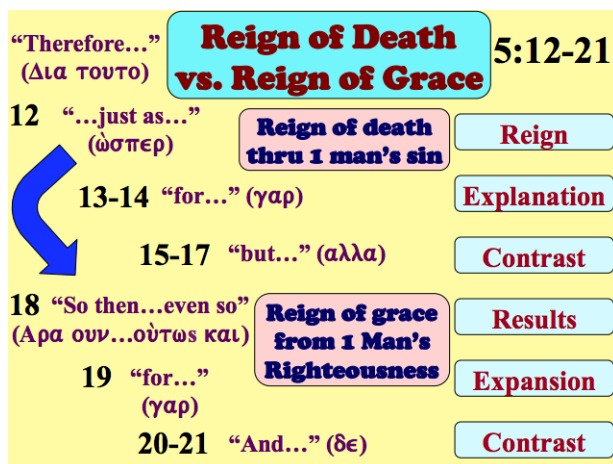 “Therefore...”
(Δια τουτο)
Reign of Death
vs. Reign of Grace
5:12-21
12 “...just as...”
(ὡσπερ)
Reign of death
thru 1 man’s sin
Reign
13-14 “for...” (γαρ)
Explanation
15-17 “but...” (αλλα)
Contrast
18 “So then...even so”
(Αρα ουν...οὑτως και)
Reign of grace
from 1 Man’s
Righteousness
Results
19 “for...”
(γαρ)
Expansion
20-21 “And...” (δε)
Contrast